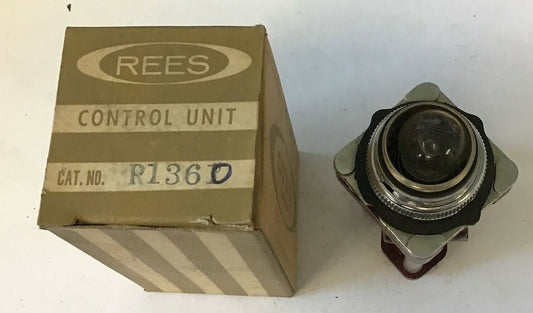 REES
CONTROL UNIT
CAT. NO. R136D